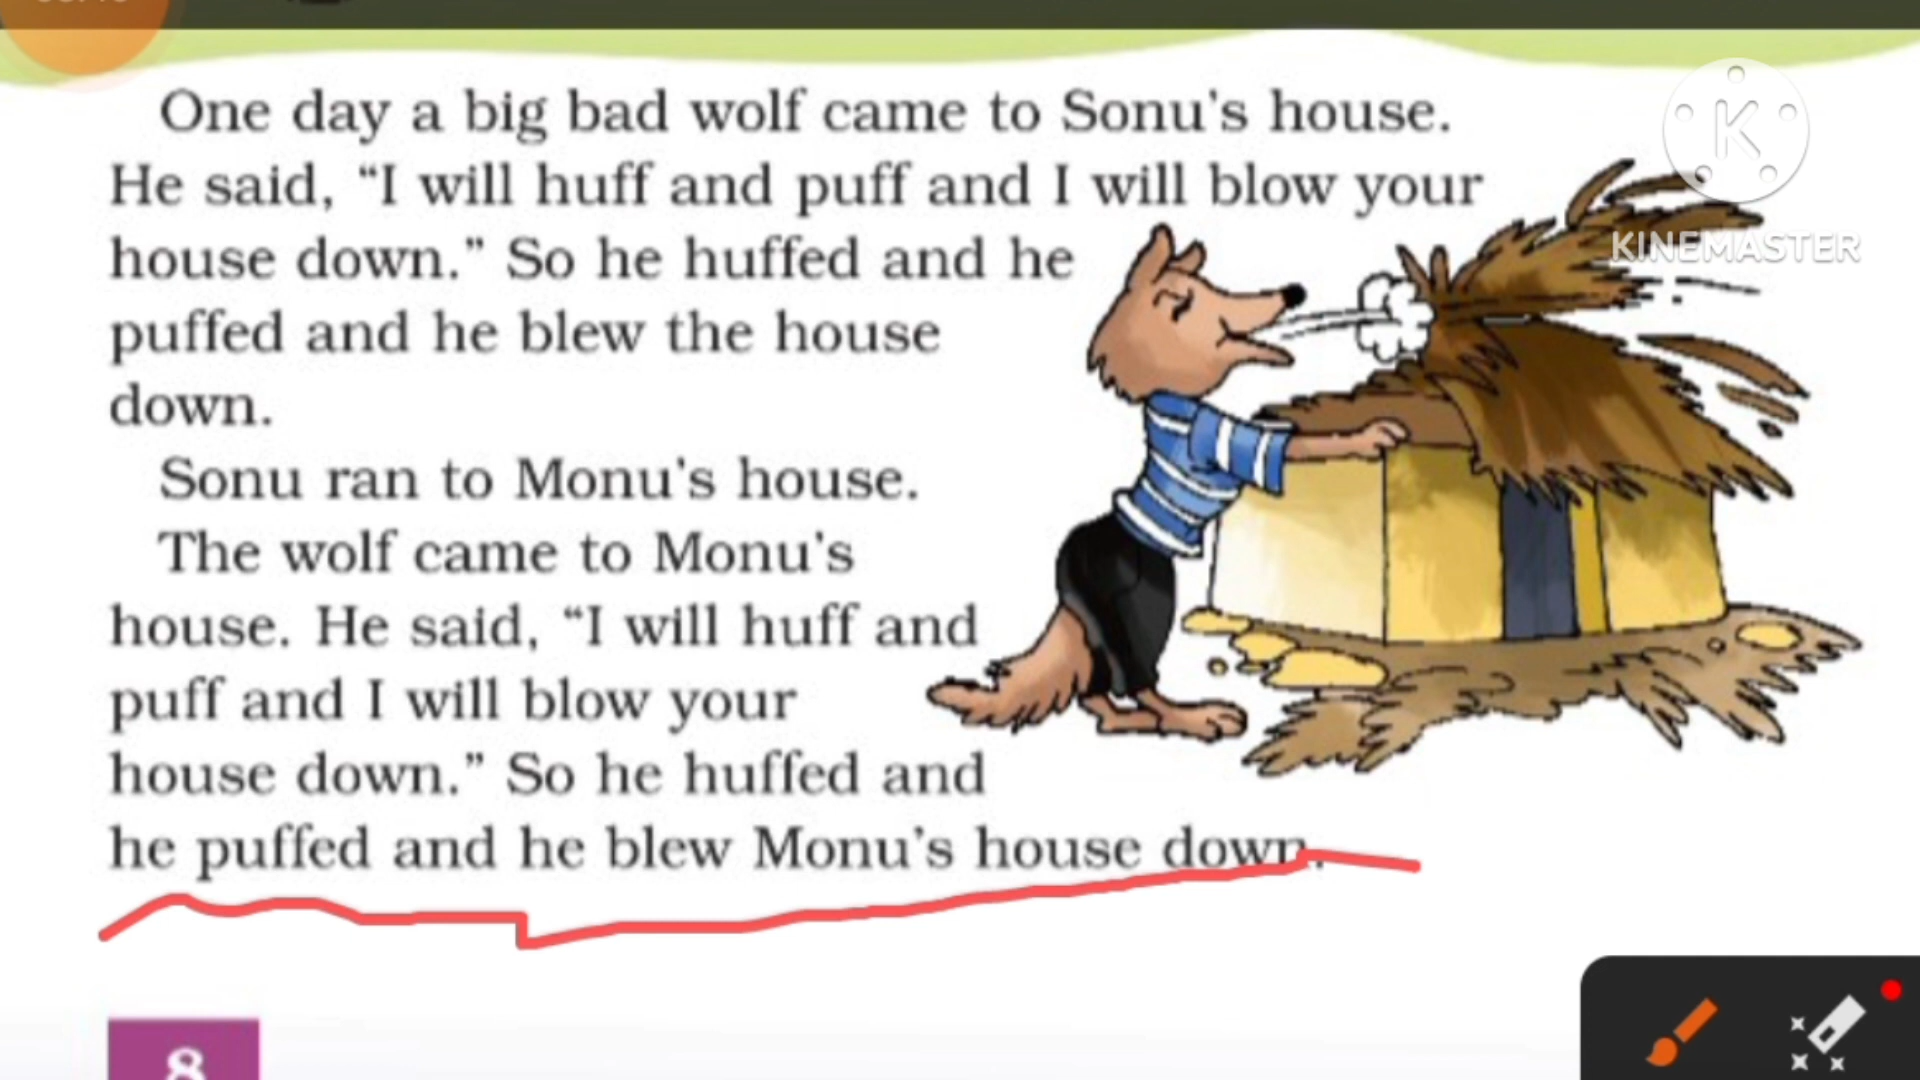 One day a big bad wolf came to Sonu's house.
He said, “I will huff and puff and I will blow your
house down.” So he huffed and he
puffed and he blew the house
down.
Sonu ran to Monu's house.
The wolf came to Monu's
house. He said, “I will huff and
puff and I will blow your
house down.” So he huffed and
he puffed and he blew Monu's house down.
8
K
KINEMASTER